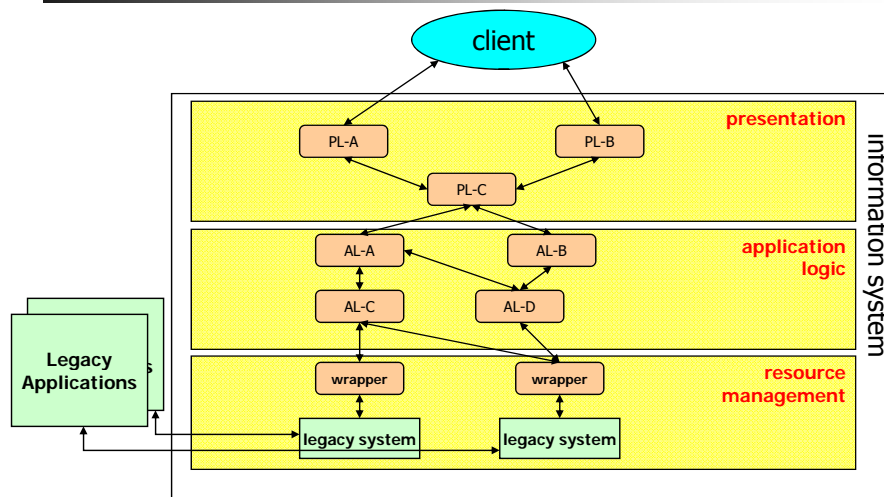 client
presentation
PL-A
PL-B
PL-C
information system
AL-A
AL-B
application
logic
AL-C
AL-D
Legacy
Applications
s
wrapper
wrapper
resource
management
legacy system
legacy system